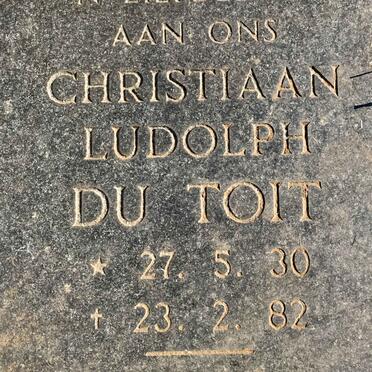 AAN ONS
CHRISTIAAN
LUDOLPH
DU TOIT
* 27. 5. 30
† 23. 2. 82